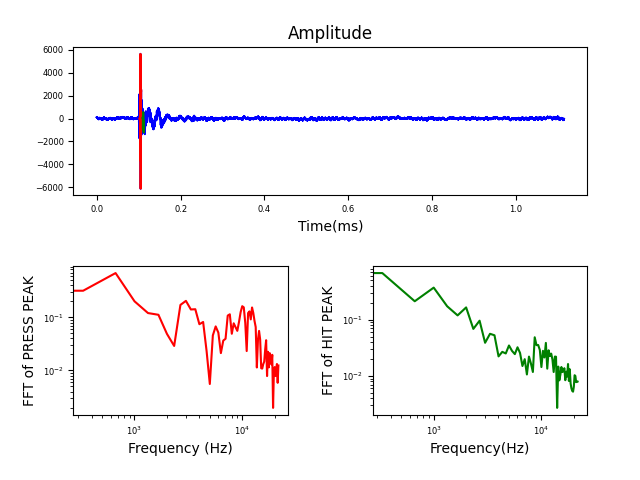 Amplitude
6000
4000
2000
0
−2000
−4000
−6000
0.0 0.2 0.4 0.6 0.8 1.0
Time(ms)
FFT of PRESS PEAK
10⁻¹
10⁻²
10³ 10⁴
Frequency (Hz)
FFT of HIT PEAK
10⁻¹
10⁻²
10³ 10⁴
Frequency(Hz)